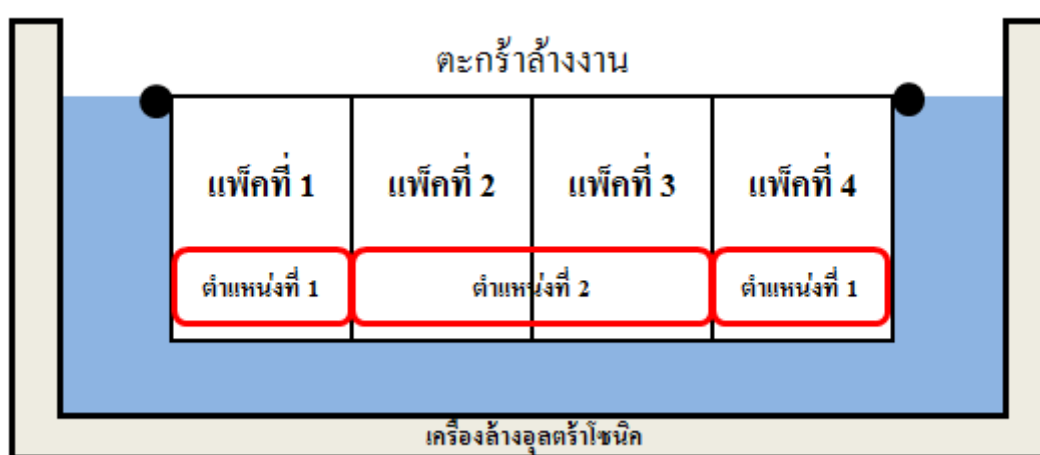 ตะกร้าล้างงาน
แพ็คที่ 1 แพ็คที่ 2 แพ็คที่ 3 แพ็คที่ 4
ตำแหน่งที่ 1 ตำแหน่งที่ 2 ตำแหน่งที่ 1
เครื่องล้างอุลตร้าโซนิค